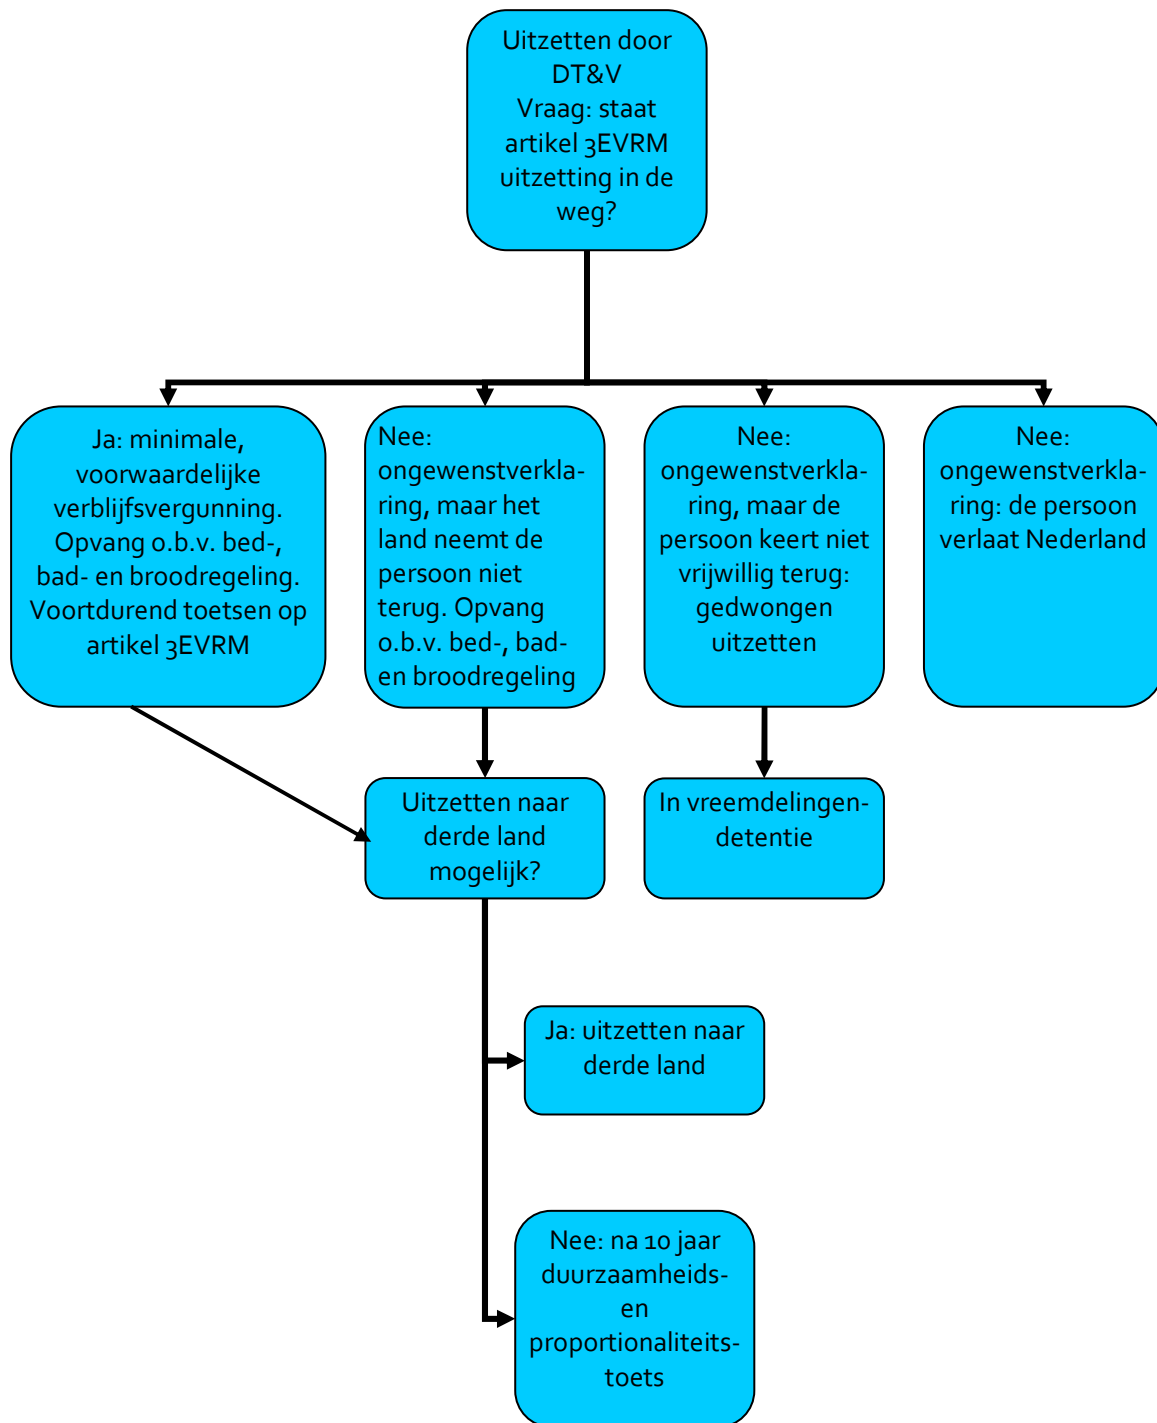 Uitzetten door
DT&V
Vraag: staat
artikel 3EVRM
uitzetting in de
weg?
Ja: minimale,
voorwaardelijke
verblijfsvergunning.
Opvang o.b.v. bed-,
bad- en broodregeling.
Voortdurend toetsen op
artikel 3EVRM
Nee:
ongewenstverkla-
ring, maar het
land neemt de
persoon niet
terug. Opvang
o.b.v. bed-, bad-
en broodregeling
Nee:
ongewenstverkla-
ring, maar de
persoon keert niet
vrijwillig terug:
gedwongen
uitzetten
Nee:
ongewenstverkla-
ring: de persoon
verlaat Nederland
Uitzetten naar
derde land
mogelijk?
In vreemdelingen-
detentie
Ja: uitzetten naar
derde land
Nee: na 10 jaar
duurzaamheids-
en
proportionaliteits-
toets